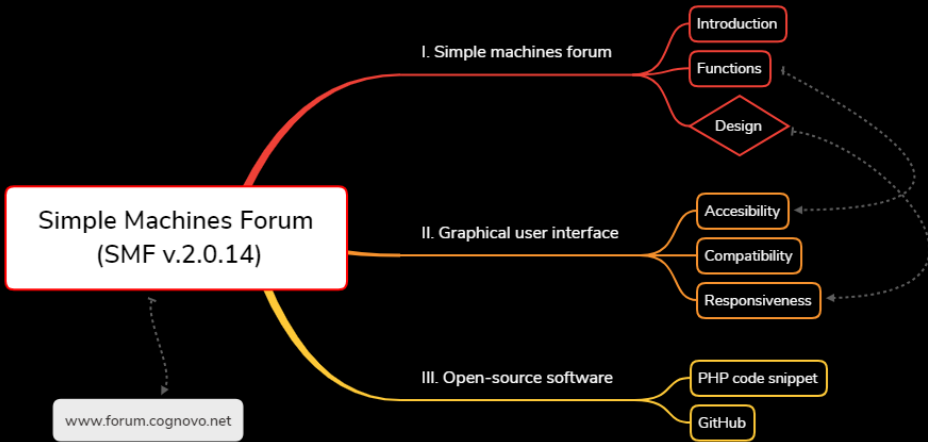 Simple Machines Forum
(SMF v.2.0.14)
I. Simple machines forum
Introduction
Functions
Design
II. Graphical user interface
Accesibility
Compatibility
Responsiveness
III. Open-source software
PHP code snippet
GitHub
www.forum.cognovo.net